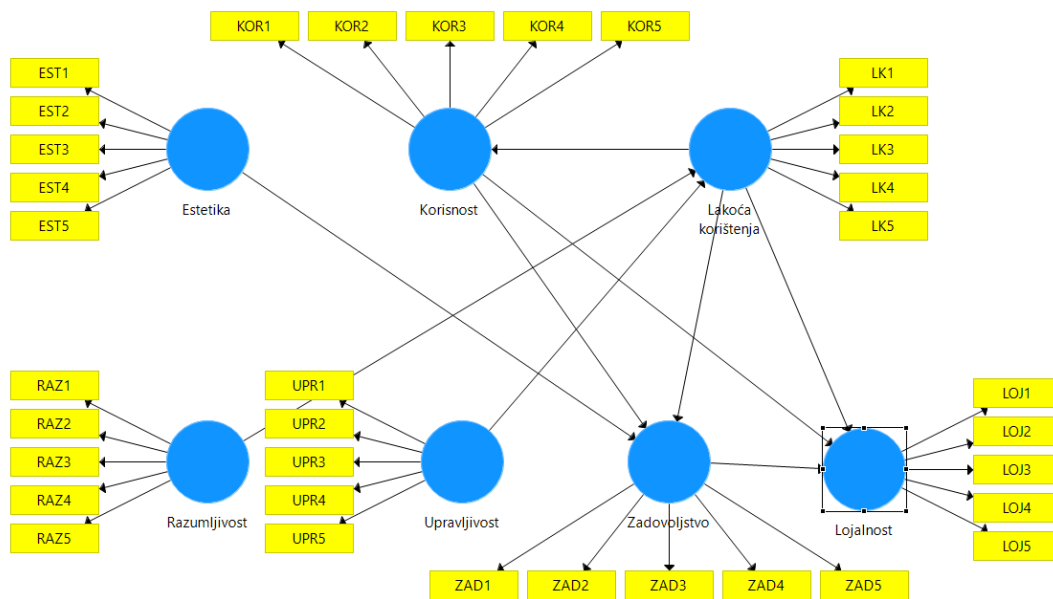 KOR1
KOR2
KOR3
KOR4
KOR5
EST1
EST2
EST3
EST4
EST5
Estetika
Korisnost
LK1
LK2
LK3
LK4
LK5
Lakoća
korištenja
RAZ1
RAZ2
RAZ3
RAZ4
RAZ5
Razumljivost
UPR1
UPR2
UPR3
UPR4
UPR5
Upravljivost
Zadovoljstvo
ZAD1
ZAD2
ZAD3
ZAD4
ZAD5
Lojalnost
LOJ1
LOJ2
LOJ3
LOJ4
LOJ5